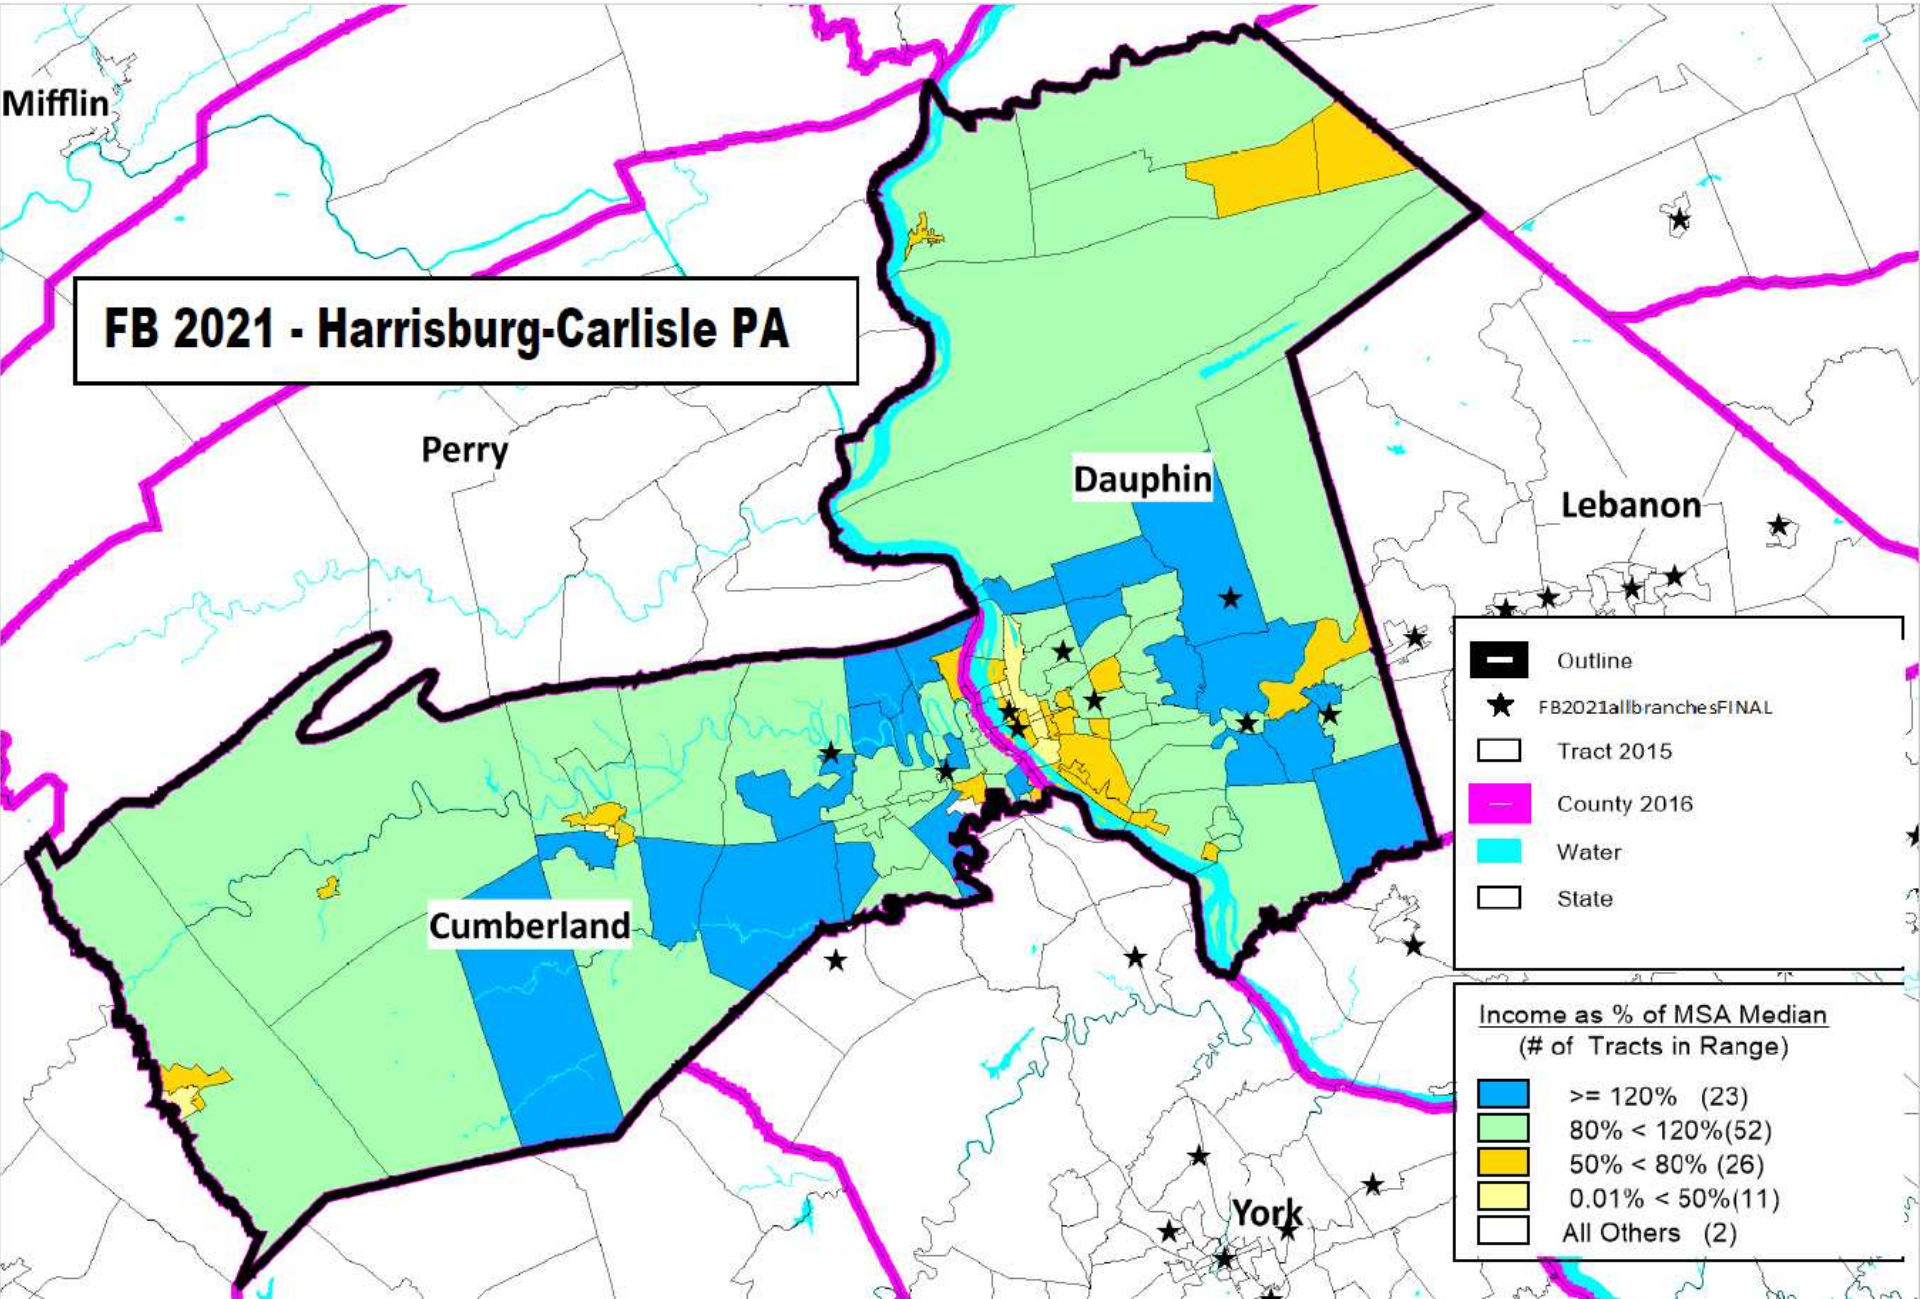 Mifflin
FB 2021 - Harrisburg-Carlisle PA
Perry
Dauphin
Lebanon
Cumberland
York
Outline
FB2021allbranchesFINAL
Tract 2015
County 2016
Water
State
Income as % of MSA Median
(# of Tracts in Range)
>= 120% (23)
80% < 120%(52)
50% < 80% (26)
0.01% < 50%(11)
All Others (2)